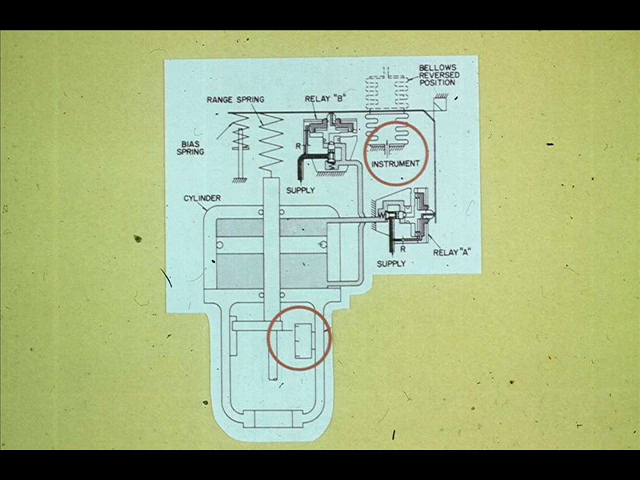 BELLOWS
REVERSED
POSITION
RANGE SPRING
RELAY "B"
BIAS
SPRING
R
INSTRUMENT
SUPPLY
CYLINDER
R
RELAY "A"
SUPPLY